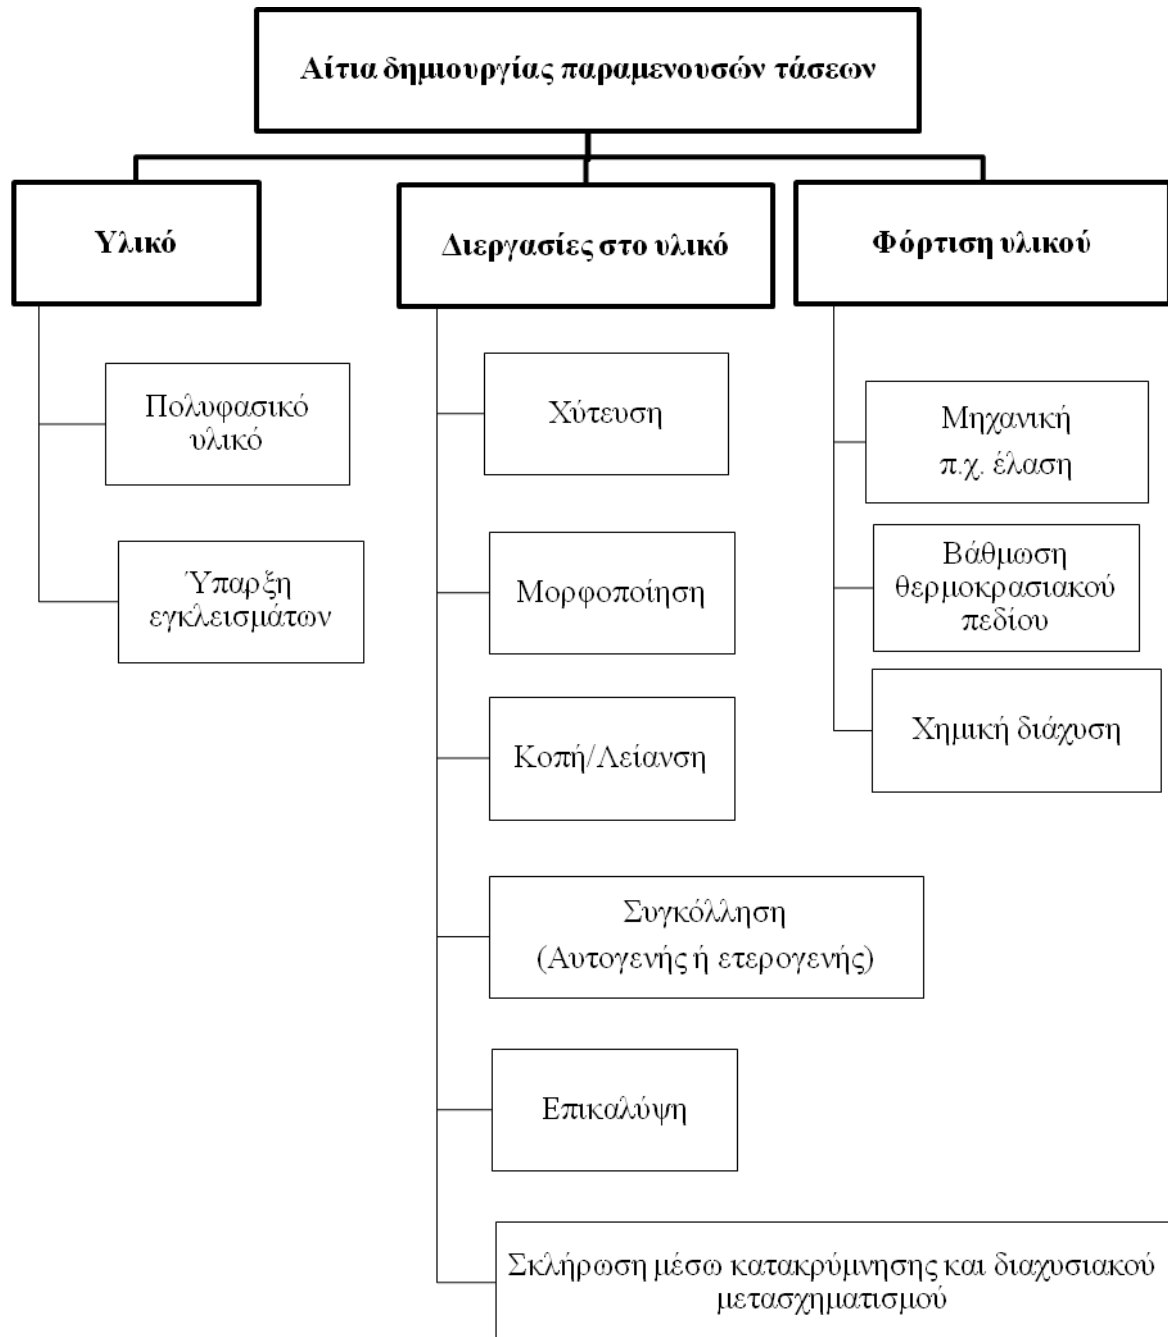 Αίτια δημιουργίας παραμενουσών τάσεων
Υλικό
Διεργασίες στο υλικό
Φόρτιση υλικού
Πολυφασικό
υλικό
Ύπαρξη
εγκλεισμάτων
Χύτευση
Μορφοποίηση
Κοπή/Λείανση
Συγκόλληση
(Αυτογενής ή ετερογενής)
Επικαλύψη
Σκλήρωση μέσω κατακρύμνησης και διαχυσιακού
μετασχηματισμού
Μηχανική
π.χ. έλαση
Βάθμωση
θερμοκρασιακού
πεδίου
Χημική διάχυση